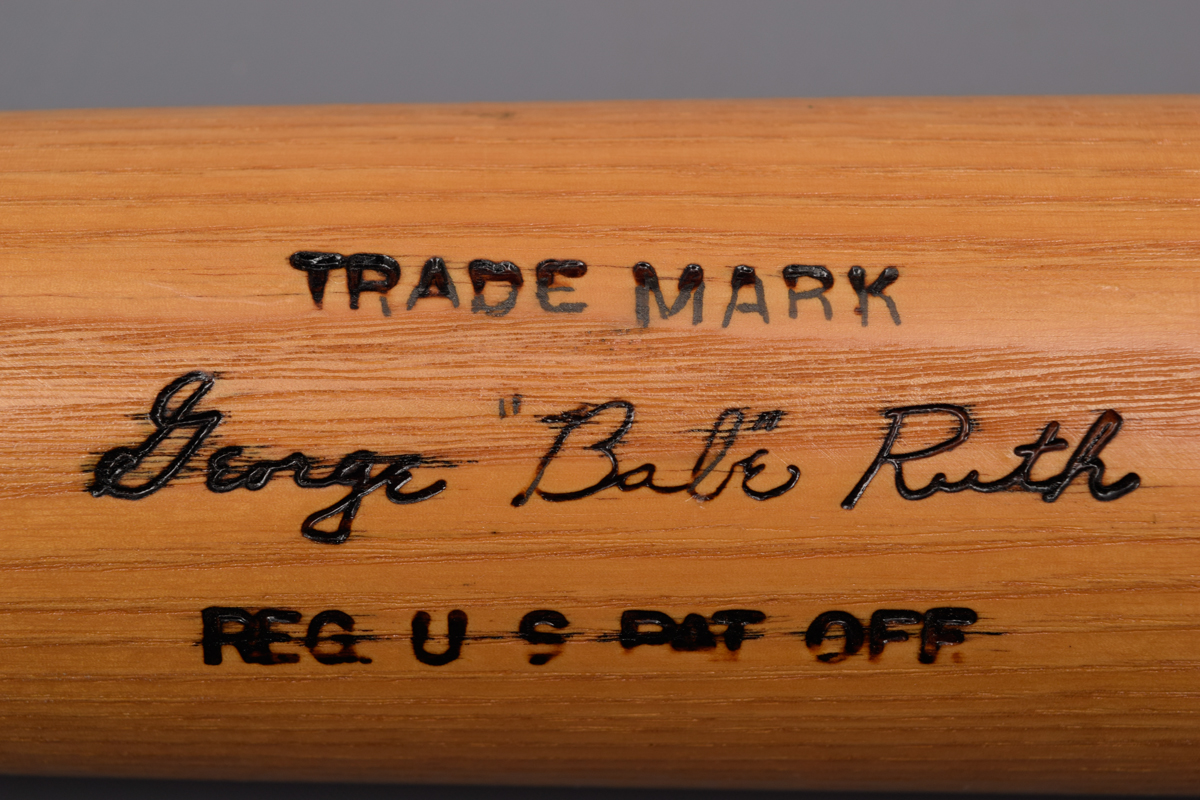 TRADE MARK
George "Babe" Ruth
REG U S PAT OFF